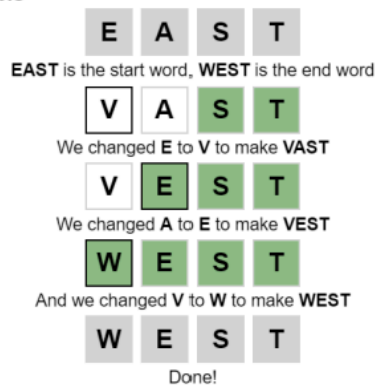 E A S T
EAST is the start word, WEST is the end word
V A S T
We changed E to V to make VAST
V E S T
We changed A to E to make VEST
W E S T
And we changed V to W to make WEST
W E S T
Done!